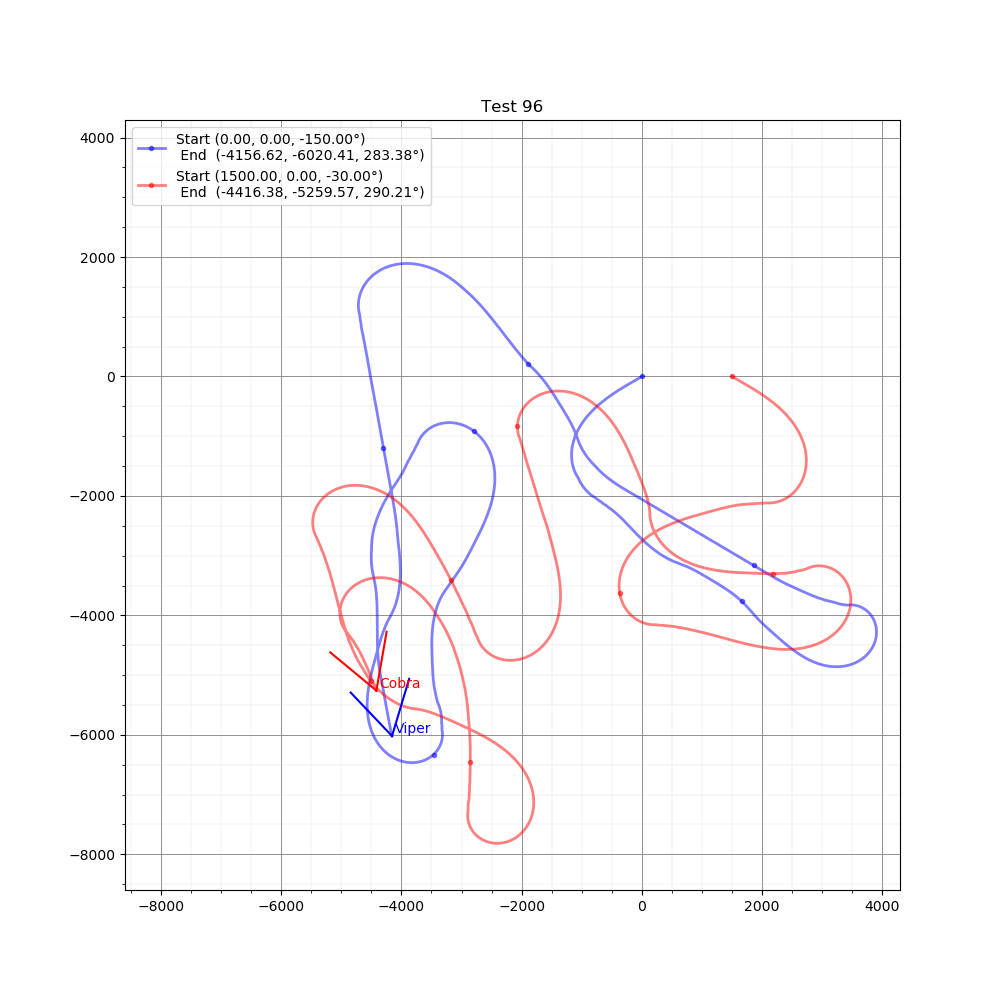 Test 96
Start (0.00, 0.00, -150.00°)
End  (-4156.62, -6020.41, 283.38°)
Start (1500.00, 0.00, -30.00°)
End  (-4416.38, -5259.57, 290.21°)
4000
2000
0
−2000
−4000
−6000
−8000
Cobra
Viper
−8000 −6000 −4000 −2000 0 2000 4000